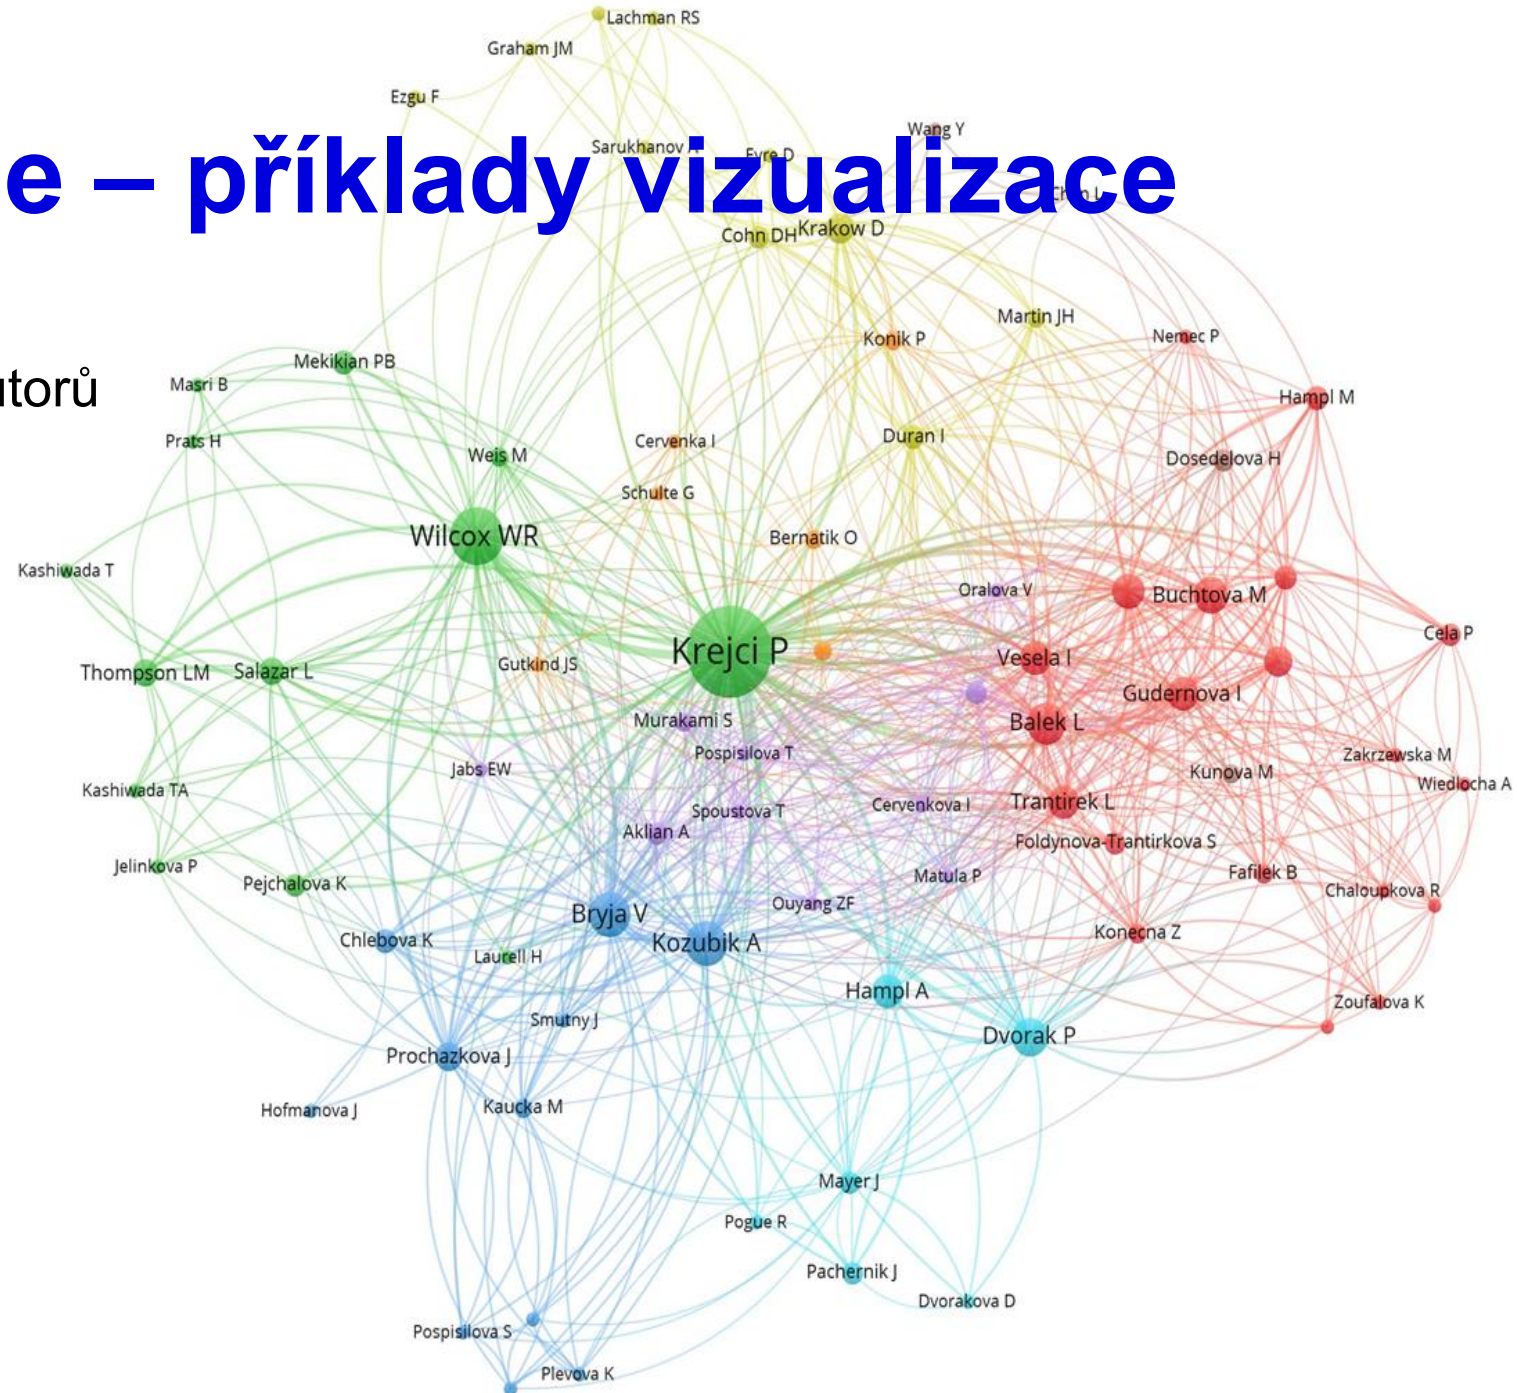 Lachman RS
Graham JM
Ezgu F
Wang Y
Sarukhanov A
Eyre D
e – příklady vizualizace
Chen L
Cohn DH
Krakow D
Martin JH
Nemec P
Konik P
Mekikian PB
Masri B
utorů
Hampl M
Prats H
Cervenka I
Duran I
Weis M
Dosedelova H
Schulte G
Wilcox WR
Bernatik O
Kashiwada T
Oralova V
Buchtova M
Cela P
Krejci P
Vesela I
Gutkind JS
Thompson LM
Salazar L
Gudernova I
Murakami S
Balek L
Pospisilova T
Zakrzewska M
Jabs EW
Kunova M
Wiedlocha A
Kashiwada TA
Spoustova T
Cervenkova I
Trantirek L
Aklian A
Foldynova-Trantirkova S
Jelinkova P
Pejchalova K
Matula P
Fafilek B
Chaloupkova R
Ouyang ZF
Bryja V
Konecna Z
Chlebova K
Kozubik A
Laurell H
Hampl A
Zoufalova K
Smutny J
Dvorak P
Prochazkova J
Hofmanova J
Kaucka M
Mayer J
Pogue R
Pachernik J
Dvorakova D
Pospisilova S
Plevova K